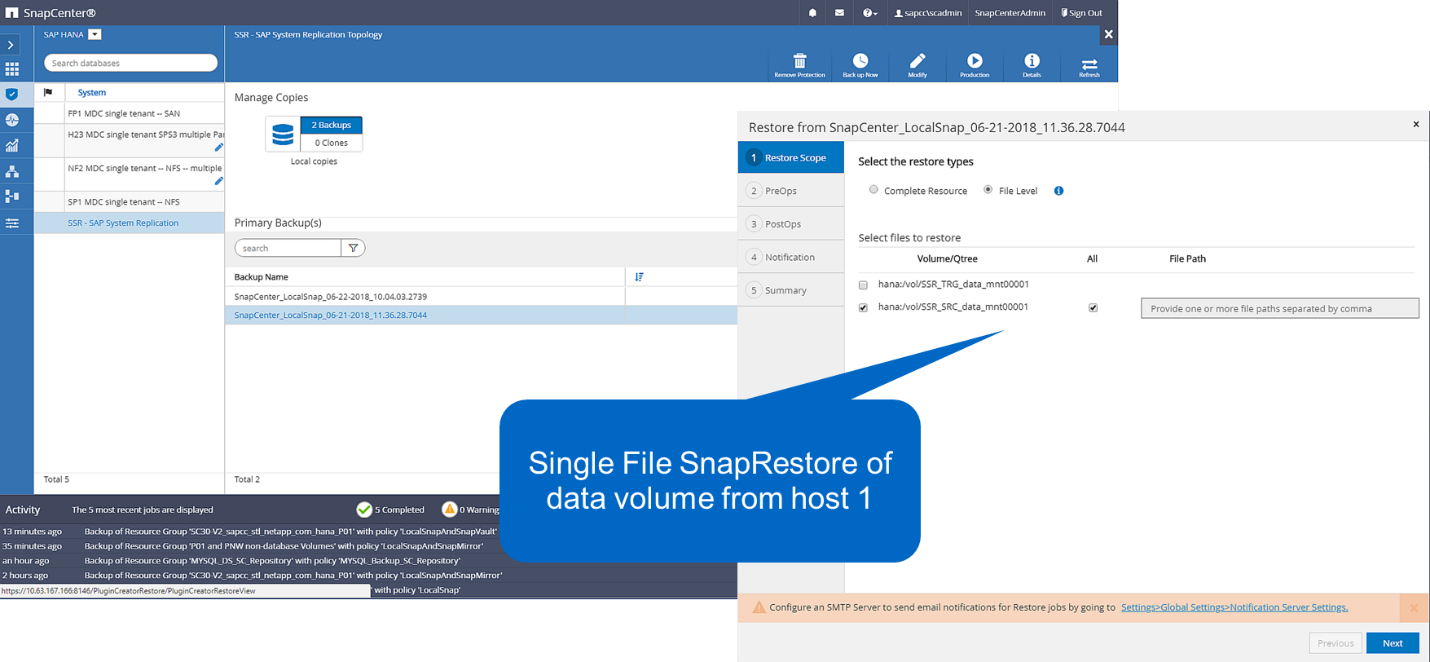 SnapCenter®
sapcc\scadmin SnapCenterAdmin Sign Out
SAP HANA
Search databases
System
FP1 MDC single tenant -- SAN
H23 MDC single tenant SPS3 multiple Par
NF2 MDC single tenant -- NFS -- multiple
SP1 MDC single tenant -- NFS
SSR - SAP System Replication
Total 5
SSR - SAP System Replication Topology
Remove Protection Back up Now Modify Production Details Refresh
Manage Copies
2 Backups
0 Clones
Local copies
Primary Backup(s)
search
Backup Name
SnapCenter_LocalSnap_06-22-2018_10.04.03.2739
SnapCenter_LocalSnap_06-21-2018_11.36.28.7044
Total 2
Activity The 5 most recent jobs are displayed 5 Completed 0 Warning
13 minutes ago Backup of Resource Group 'SC30-V2_sapcc_stl_netapp_com_hana_P01' with policy 'LocalSnapAndSnapVault'
35 minutes ago Backup of Resource Group 'P01 and PNW non-database Volumes' with policy 'LocalSnapAndSnapMirror'
an hour ago Backup of Resource Group 'MYSQL_DS_SC_Repository' with policy 'MYSQL_Backup_SC_Repository'
2 hours ago Backup of Resource Group 'SC30-V2_sapcc_stl_netapp_com_hana_P01' with policy 'LocalSnapAndSnapMirror'
https://10.63.167.166:8146/PluginCreatorRestore/PluginCreatorRestoreView ' with policy 'LocalSnap'
Restore from SnapCenter_LocalSnap_06-21-2018_11.36.28.7044 x
1 Restore Scope
2 PreOps
3 PostOps
4 Notification
5 Summary
Select the restore types
Complete Resource File Level
Select files to restore
Volume/Qtree All File Path
hana:/vol/SSR_TRG_data_mnt00001
hana:/vol/SSR_SRC_data_mnt00001 Provide one or more file paths separated by comma
Single File SnapRestore of
data volume from host 1
Configure an SMTP Server to send email notifications for Restore jobs by going to Settings>Global Settings>Notification Server Settings. x
Previous Next